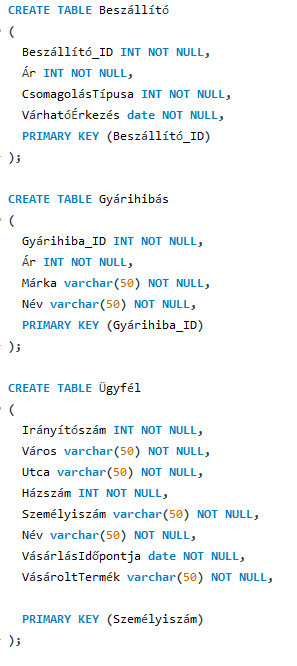 CREATE TABLE Beszállító
(
Beszállító_ID INT NOT NULL,
Ár INT NOT NULL,
CsomagolásTípusa INT NOT NULL,
VárhatóÉrkezés date NOT NULL,
PRIMARY KEY (Beszállító_ID)
);
CREATE TABLE Gyárihibás
(
Gyárihiba_ID INT NOT NULL,
Ár INT NOT NULL,
Márka varchar(50) NOT NULL,
Név varchar(50) NOT NULL,
PRIMARY KEY (Gyárihiba_ID)
);
CREATE TABLE Ügyfél
(
Irányítószám INT NOT NULL,
Város varchar(50) NOT NULL,
Utca varchar(50) NOT NULL,
Házszám INT NOT NULL,
Személyiszám varchar(50) NOT NULL,
Név varchar(50) NOT NULL,
VásárlásIdőpontja date NOT NULL,
VásároltTermék varchar(50) NOT NULL,
PRIMARY KEY (Személyiszám)
);